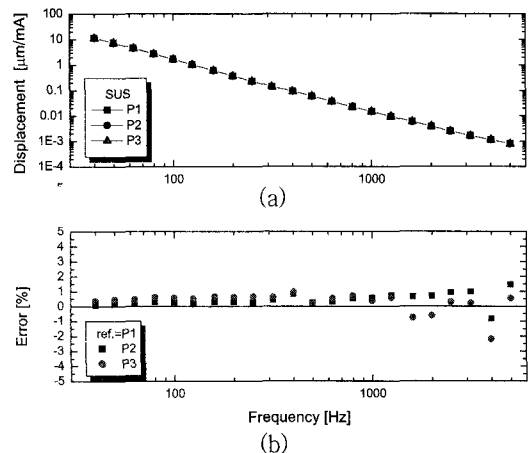 Displacement [μm/mA]
100
10
1
0.1
0.01
1E-3
1E-4
SUS
P1
P2
P3
100
1000
(a)
Error [%]
5
4
3
2
1
0
-1
-2
-3
-4
-5
ref.=P1
P2
P3
100
1000
Frequency [Hz]
(b)